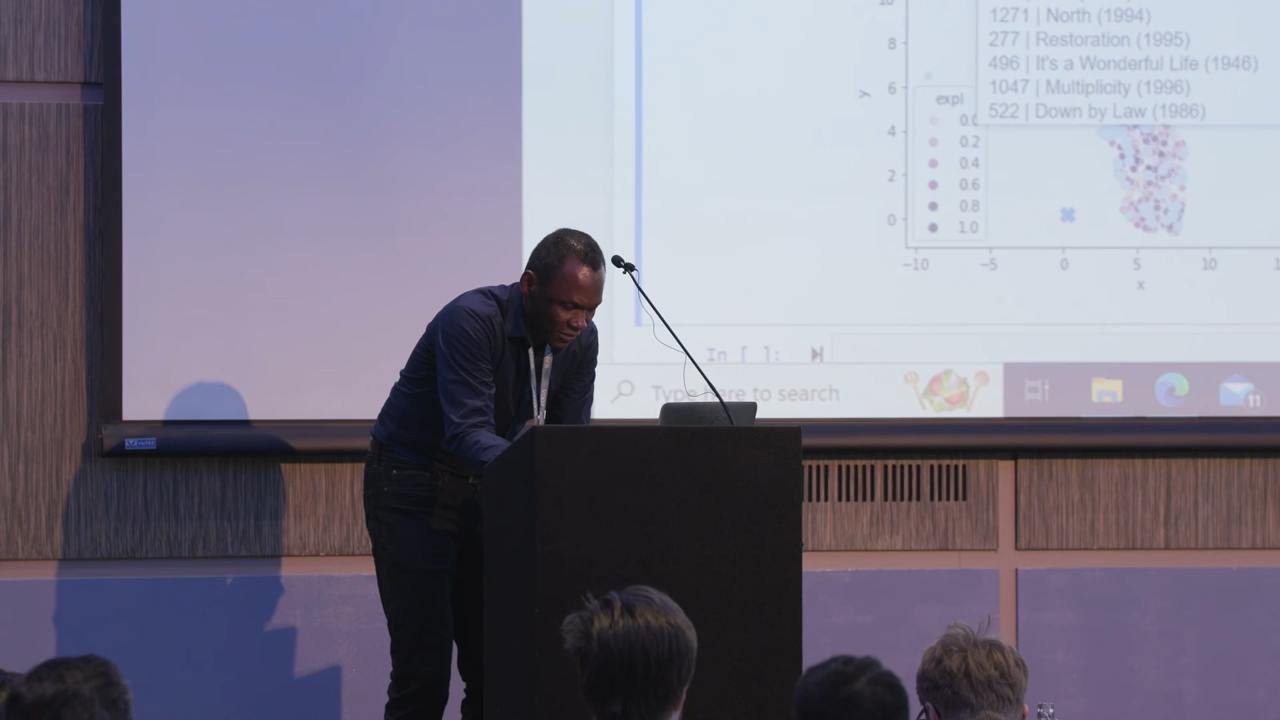 1271 | North (1994)
277 | Restoration (1995)
496 | It's a Wonderful Life (1946)
1047 | Multiplicity (1996)
522 | Down by Law (1986)
10
8
6
4
2
0
y
expl
0.2
0.4
0.6
0.8
1.0
−10 −5 0 5 10
x
In [ ]:
Type here to search
11